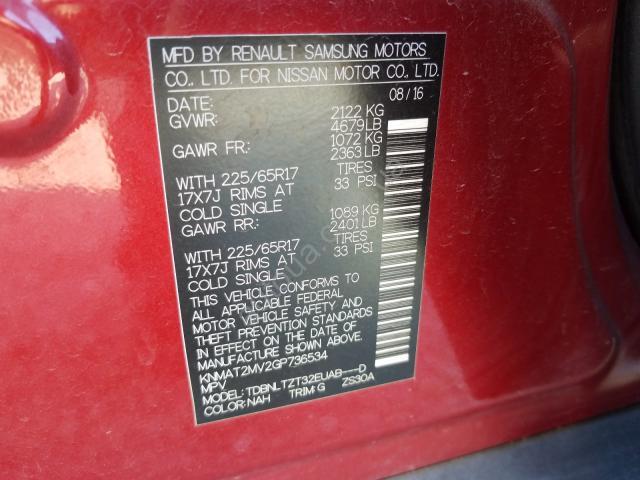 MFD BY RENAULT SAMSUNG MOTORS
CO., LTD. FOR NISSAN MOTOR CO., LTD.
DATE: 08/16
GVWR: 2122 KG
4679 LB
GAWR FR: 1072 KG
2363 LB
WITH 225/65R17 TIRES
17X7J RIMS AT 33 PSI
COLD SINGLE
GAWR RR: 1089 KG
2401 LB
WITH 225/65R17 TIRES
17X7J RIMS AT 33 PSI
COLD SINGLE
THIS VEHICLE CONFORMS TO
ALL APPLICABLE FEDERAL
MOTOR VEHICLE SAFETY AND
THEFT PREVENTION STANDARDS
IN EFFECT ON THE DATE OF
MANUFACTURE SHOWN ABOVE.
KNMAT2MV2GP736534
MPV
MODEL: TDBNLTZT32EUAB---D
COLOR: NAH TRIM: G ZS30A